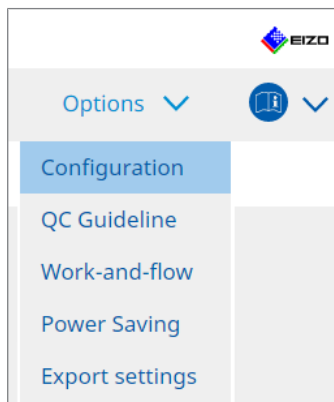 EIZO
Options
Configuration
QC Guideline
Work-and-flow
Power Saving
Export settings